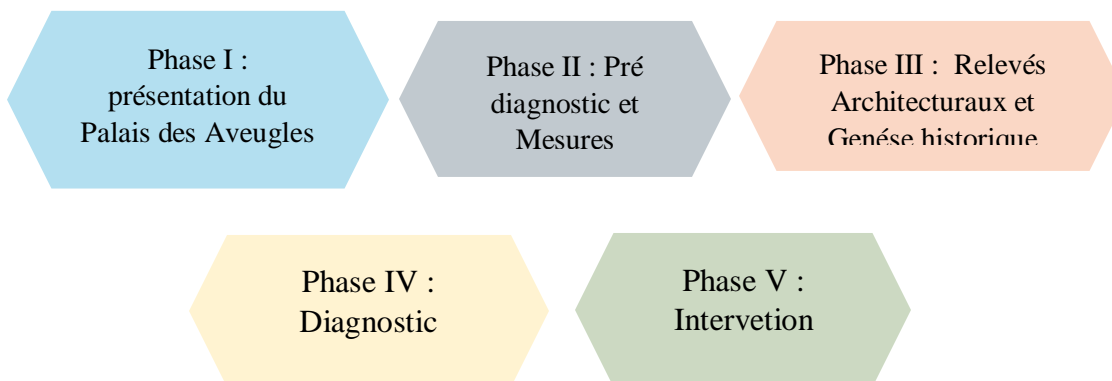 Phase I :
présentation du
Palais des Aveugles
Phase II : Pré
diagnostic et
Mesures
Phase III : Relevés
Architecturaux et
Genése historique
Phase IV :
Diagnostic
Phase V :
Intervetion